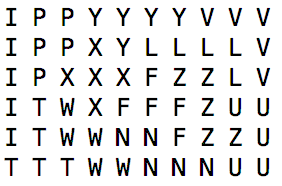 I P P Y Y Y Y V V V
I P P X Y L L L L V
I P X X X F Z Z L V
I T W X F F F Z U U
I T W W N N F Z Z U
T T T W W N N N U U